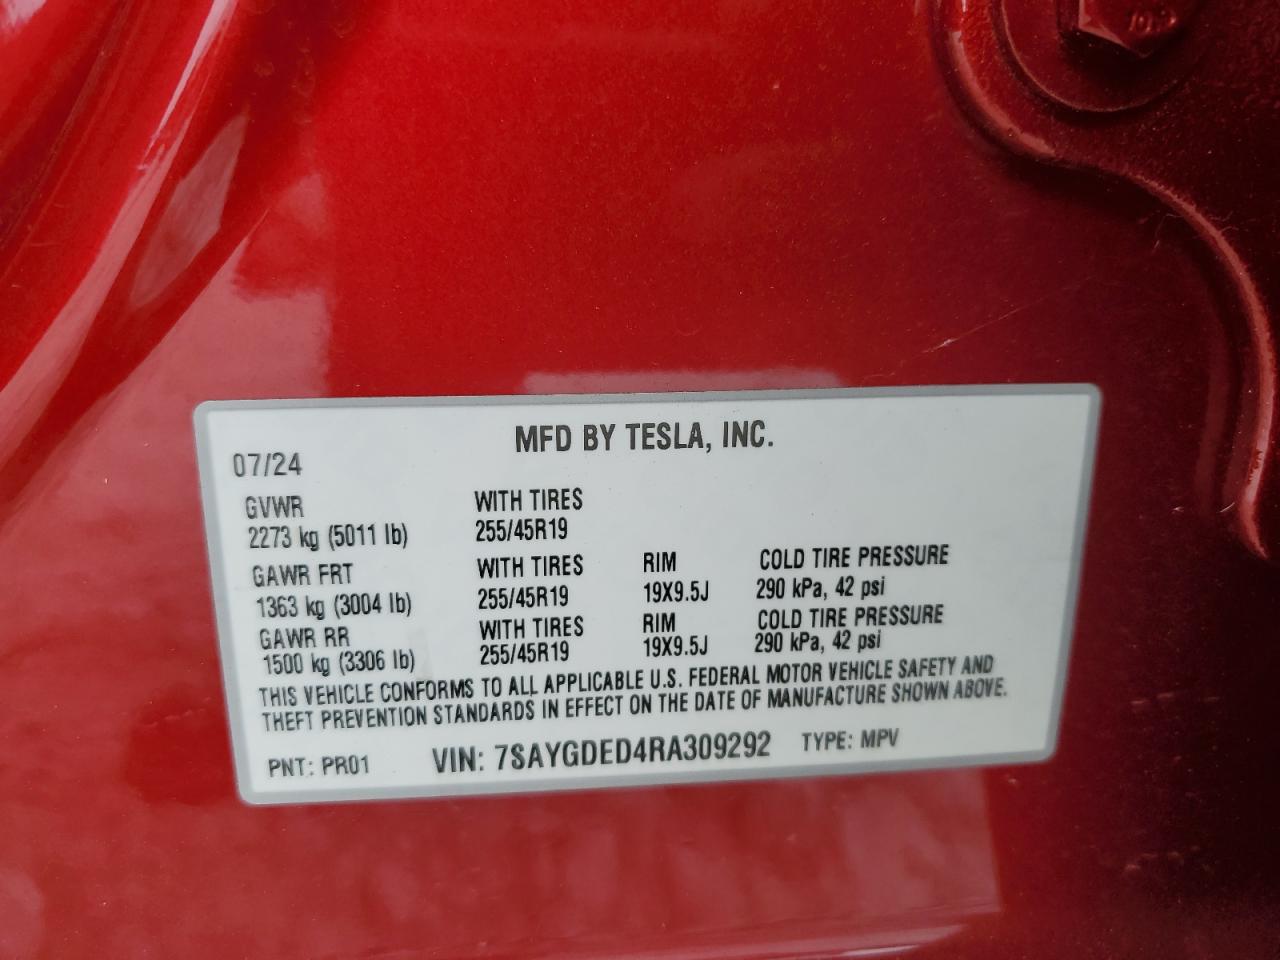 MFD BY TESLA, INC.
07/24
GVWR WITH TIRES
2273 kg (5011 lb) 255/45R19
GAWR FRT WITH TIRES RIM COLD TIRE PRESSURE
1363 kg (3004 lb) 255/45R19 19X9.5J 290 kPa, 42 psi
GAWR RR WITH TIRES RIM COLD TIRE PRESSURE
1500 kg (3306 lb) 255/45R19 19X9.5J 290 kPa, 42 psi
THIS VEHICLE CONFORMS TO ALL APPLICABLE U.S. FEDERAL MOTOR VEHICLE SAFETY AND
THEFT PREVENTION STANDARDS IN EFFECT ON THE DATE OF MANUFACTURE SHOWN ABOVE.
PNT: PR01 VIN: 7SAYGDED4RA309292 TYPE: MPV